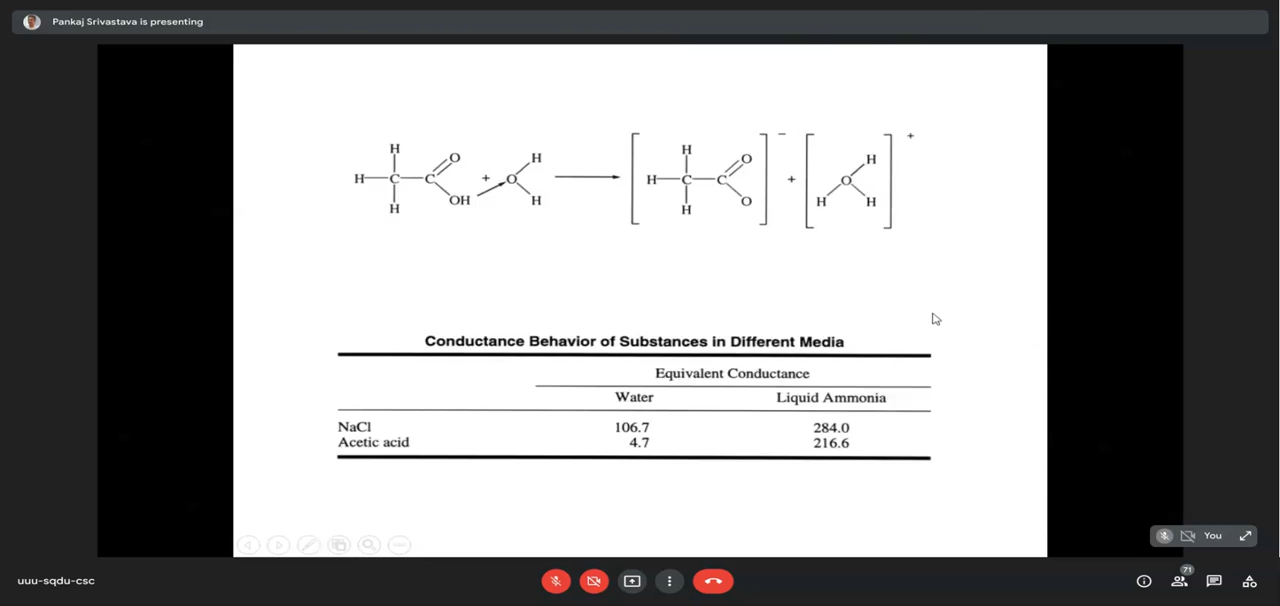 Pankaj Srivastava is presenting
H H H
H C C O + O H → [ H C C O ]⁻ + [ O H ]⁺
H OH H H O H H
Conductance Behavior of Substances in Different Media
Equivalent Conductance
Water Liquid Ammonia
NaCl 106.7 284.0
Acetic acid 4.7 216.6
You
uuu-sqdu-csc
71